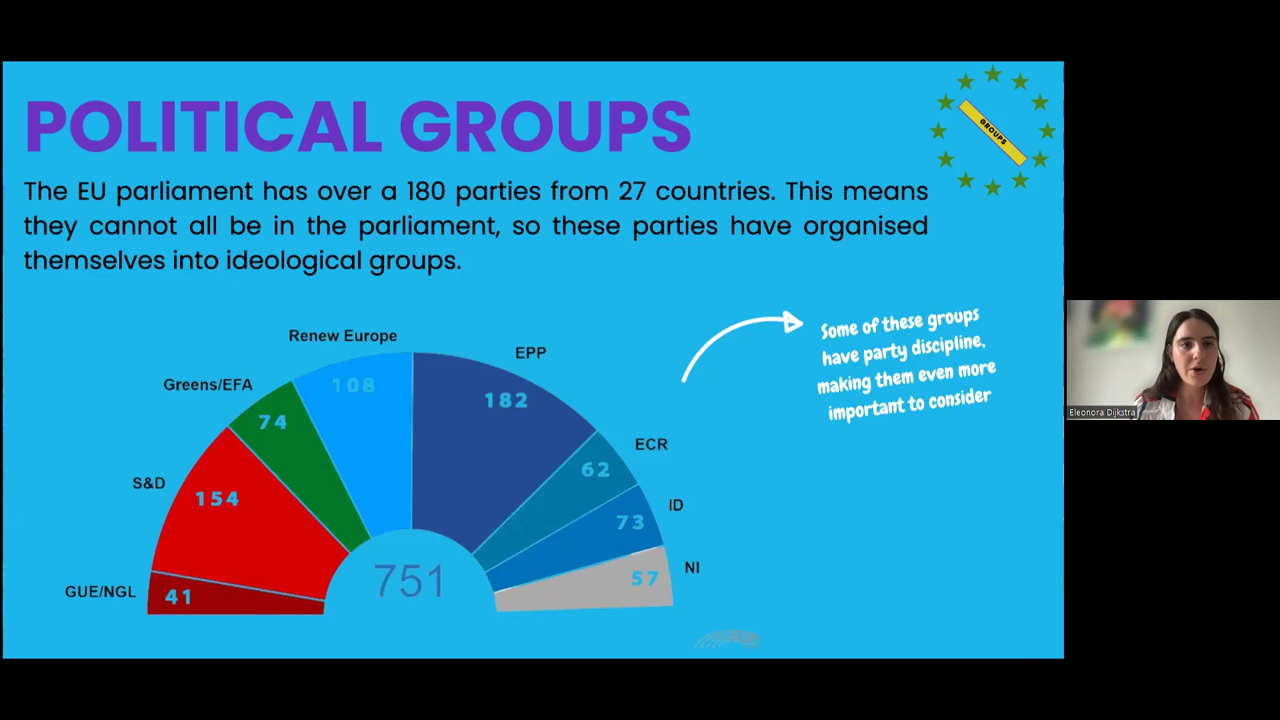 POLITICAL GROUPS
GROUPS
The EU parliament has over a 180 parties from 27 countries. This means
they cannot all be in the parliament, so these parties have organised
themselves into ideological groups.
Some of these groups
have party discipline,
making them even more
important to consider
Renew Europe
108
EPP
182
Greens/EFA
74
ECR
62
S&D
154
ID
73
NI
57
GUE/NGL
41
751
Eleonora Dijkstra